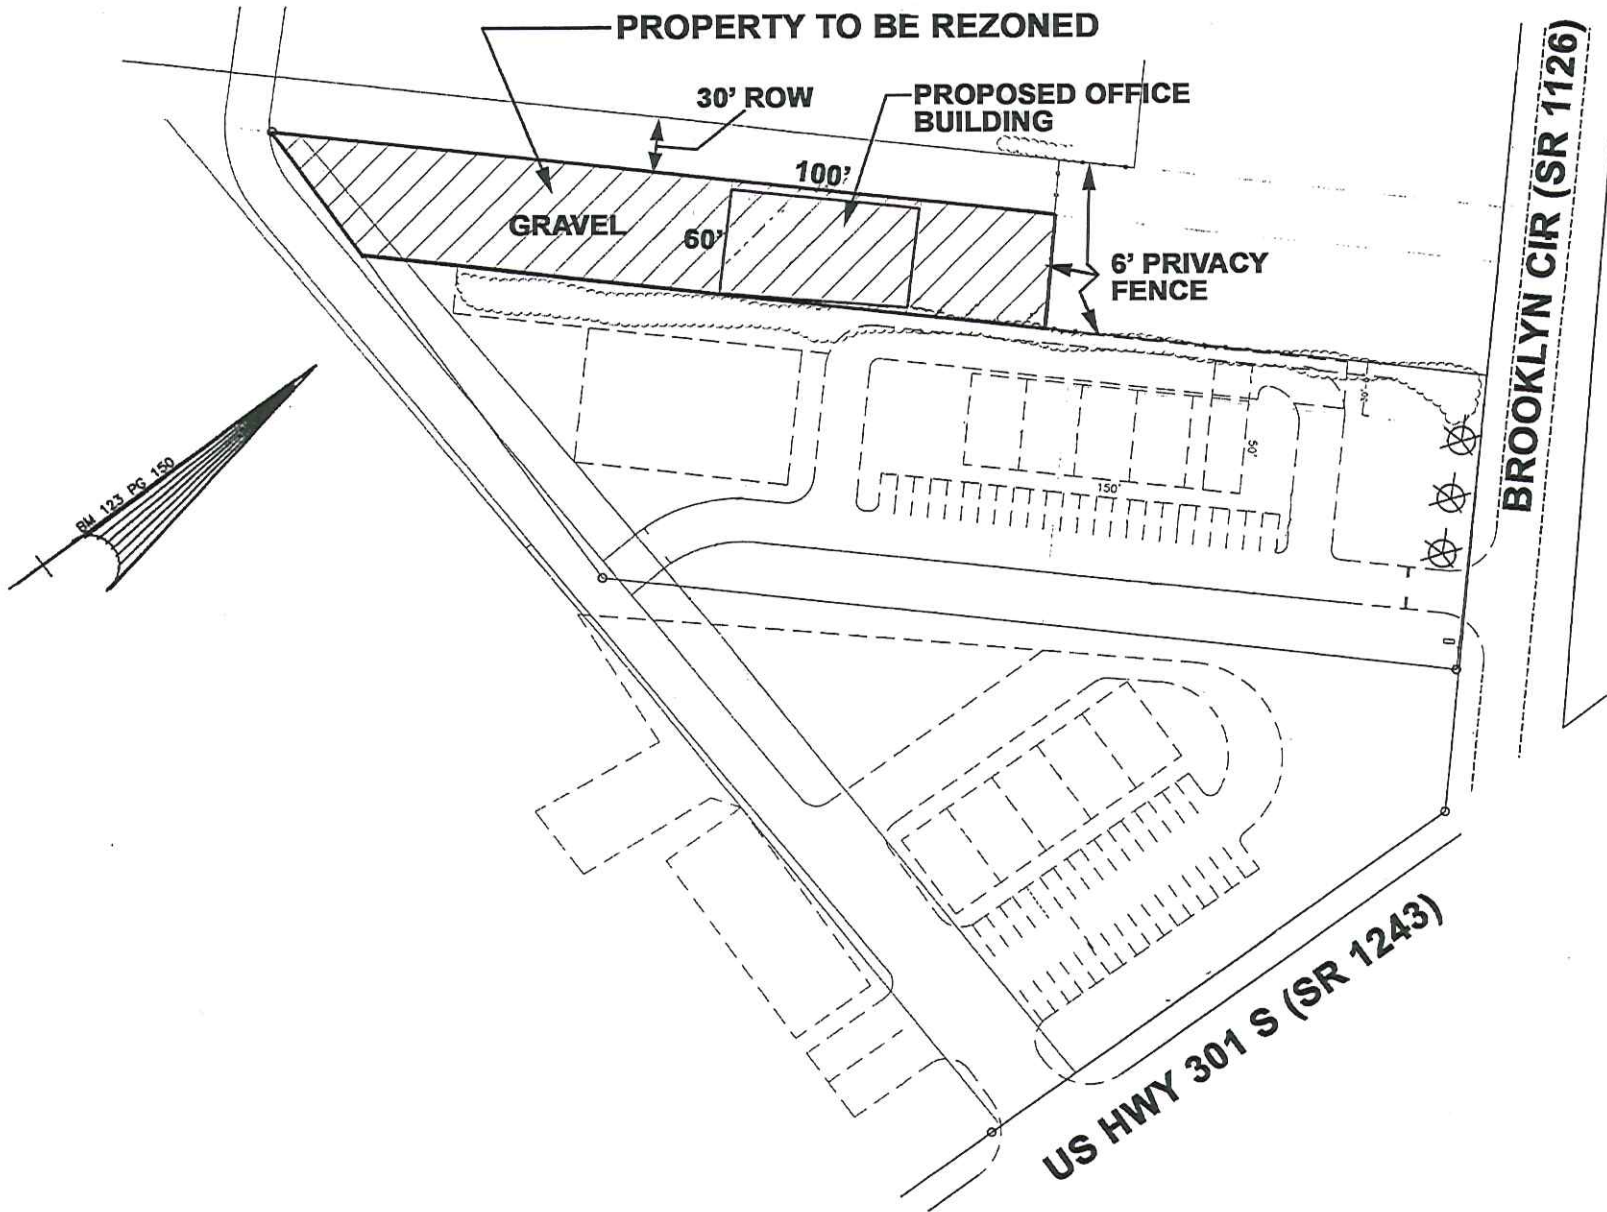 PROPERTY TO BE REZONED
30' ROW
PROPOSED OFFICE
BUILDING
100'
GRAVEL
60'
6' PRIVACY
FENCE
BROOKLYN CIR (SR 1126)
BM 123 PG 150
50'
150'
US HWY 301 S (SR 1243)